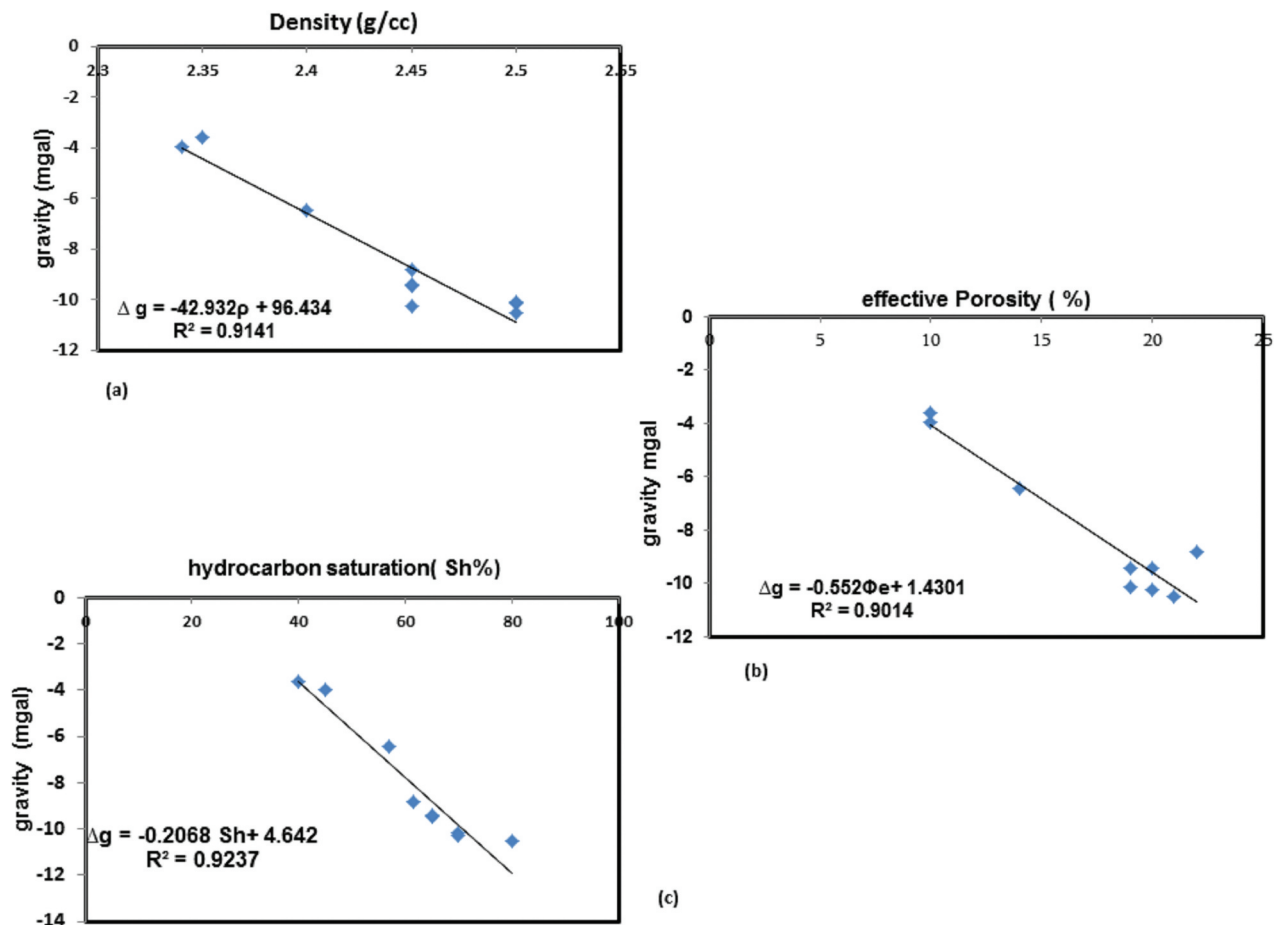 Density (g/cc)
0
2.3 2.35 2.4 2.45 2.5 2.55
-2
-4
-6
-8
-10
-12
gravity (mgal)
Δ g = -42.932ρ + 96.434
R² = 0.9141
(a)
effective Porosity ( %)
0
0 5 10 15 20 25
-2
-4
-6
-8
-10
-12
gravity mgal
Δg = -0.552Φe+ 1.4301
R² = 0.9014
(b)
hydrocarbon saturation( Sh%)
0
0 20 40 60 80 100
-2
-4
-6
-8
-10
-12
-14
gravity (mgal)
Δg = -0.2068 Sh+ 4.642
R² = 0.9237
(c)